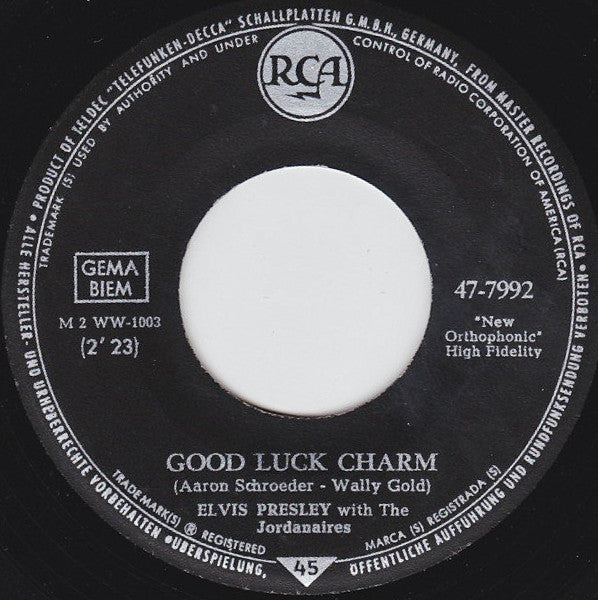 • PRODUCT OF TELDEC "TELEFUNKEN-DECCA" SCHALLPLATTEN G.M.B.H., GERMANY, FROM MASTER RECORDINGS OF RCA •
TRADEMARK (S) USED BY AUTHORITY AND UNDER CONTROL OF RADIO CORPORATION OF AMERICA (RCA)
RCA
GEMA
BIEM
M 2 WW-1003
(2' 23)
47-7992
"New
Orthophonic"
High Fidelity
GOOD LUCK CHARM
(Aaron Schroeder - Wally Gold)
ELVIS PRESLEY with The
Jordanaires
TRADEMARK(S) ® REGISTERED
MARCA (S) REGISTRADA (S)
45
• ALLE HERSTELLER- UND URHEBERRECHTE VORBEHALTEN • ÜBERSPIELUNG, ÖFFENTLICHE AUFFÜHRUNG UND RUNDFUNKSENDUNG VERBOTEN •